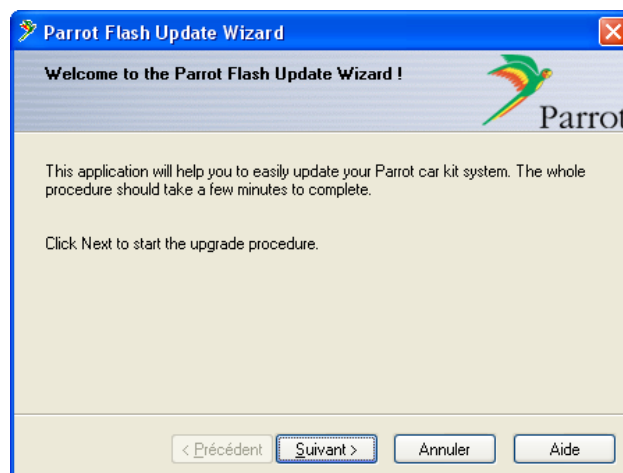 Parrot Flash Update Wizard
Welcome to the Parrot Flash Update Wizard !
Parrot
This application will help you to easily update your Parrot car kit system. The whole
procedure should take a few minutes to complete.
Click Next to start the upgrade procedure.
< Précédent
Suivant >
Annuler
Aide